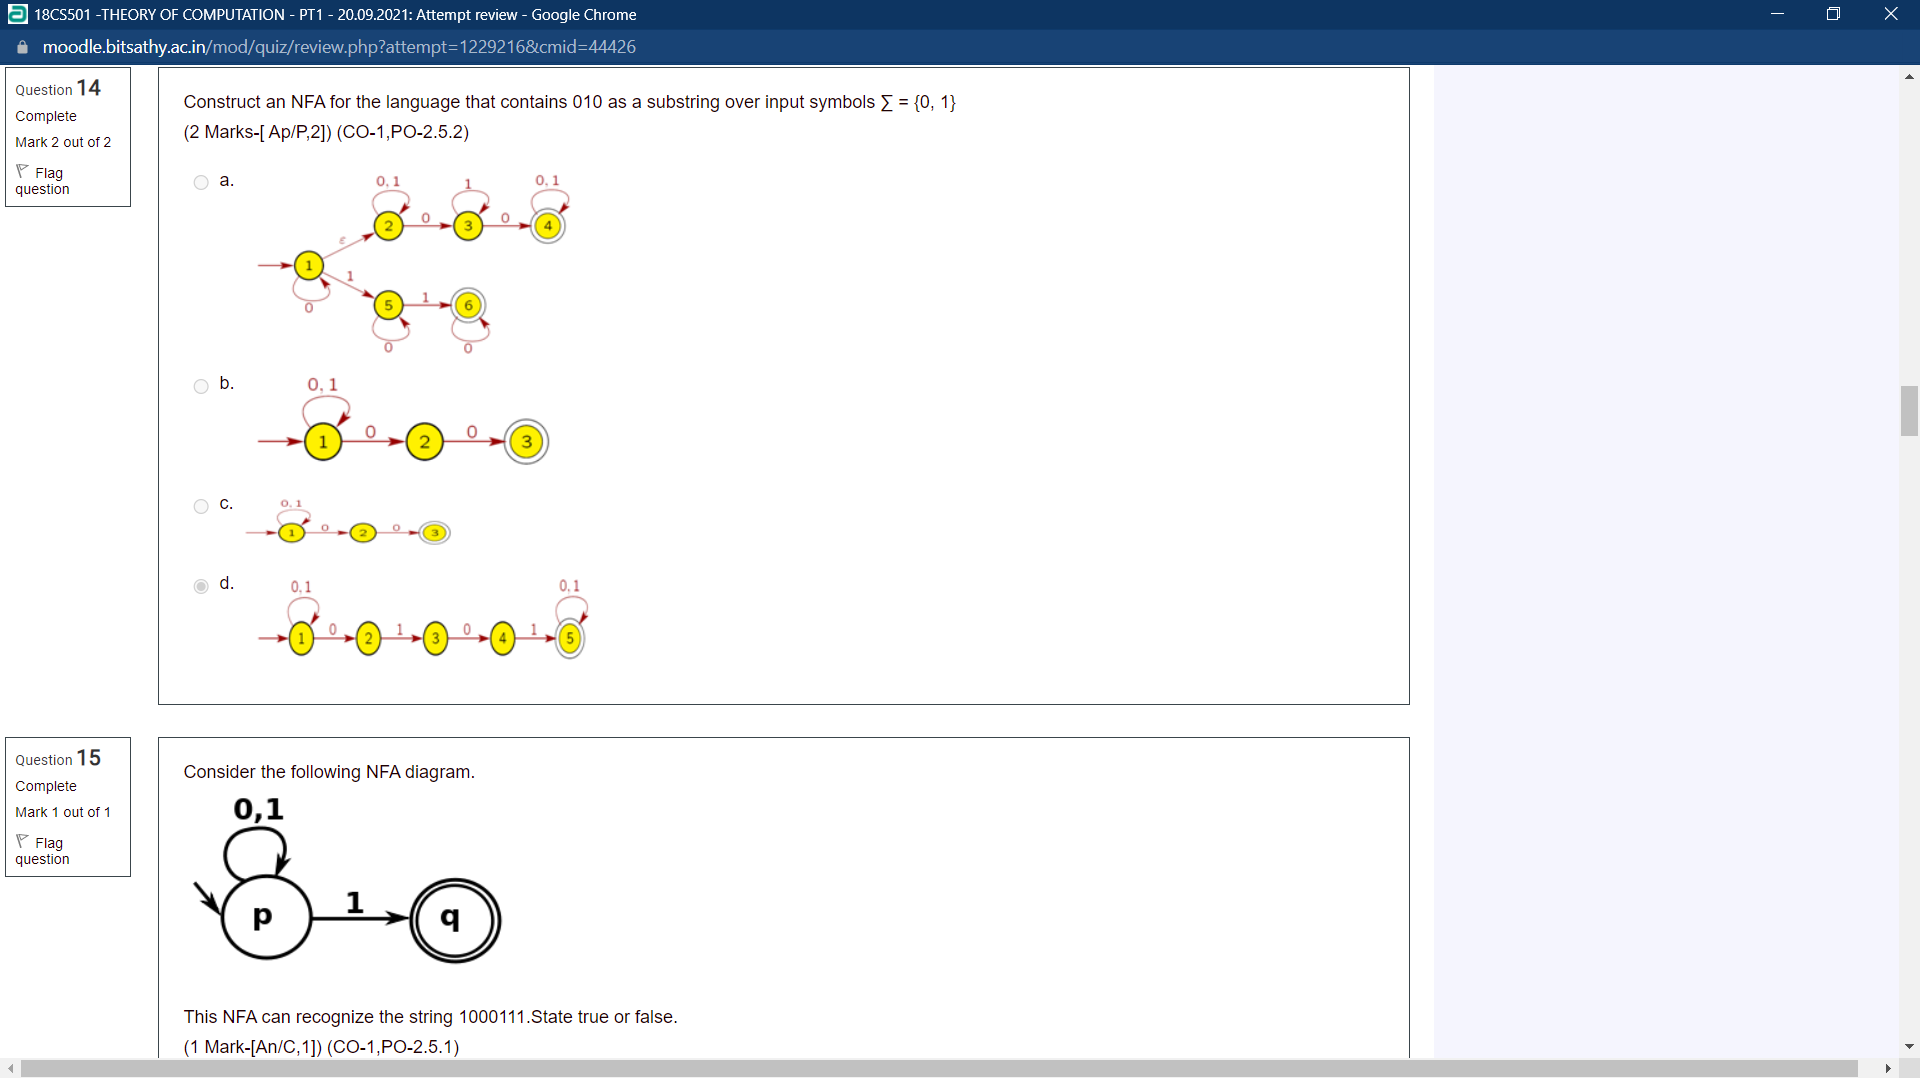 18CS501 -THEORY OF COMPUTATION - PT1 - 20.09.2021: Attempt review - Google Chrome
moodle.bitsathy.ac.in/mod/quiz/review.php?attempt=1229216&cmid=44426
Question 14
Complete
Mark 2 out of 2
Flag
question
Construct an NFA for the language that contains 010 as a substring over input symbols ∑ = {0, 1}
(2 Marks-[ Ap/P,2]) (CO-1,PO-2.5.2)
a.
0, 1
1
0, 1
2
0
3
0
4
ε
1
1
0
5
1
6
0
0
b.
0, 1
1
0
2
0
3
c.
0, 1
1
0
2
0
3
d.
0,1
0,1
1
0
2
1
3
0
4
1
5
Question 15
Complete
Mark 1 out of 1
Flag
question
Consider the following NFA diagram.
0,1
p
1
q
This NFA can recognize the string 1000111.State true or false.
(1 Mark-[An/C,1]) (CO-1,PO-2.5.1)